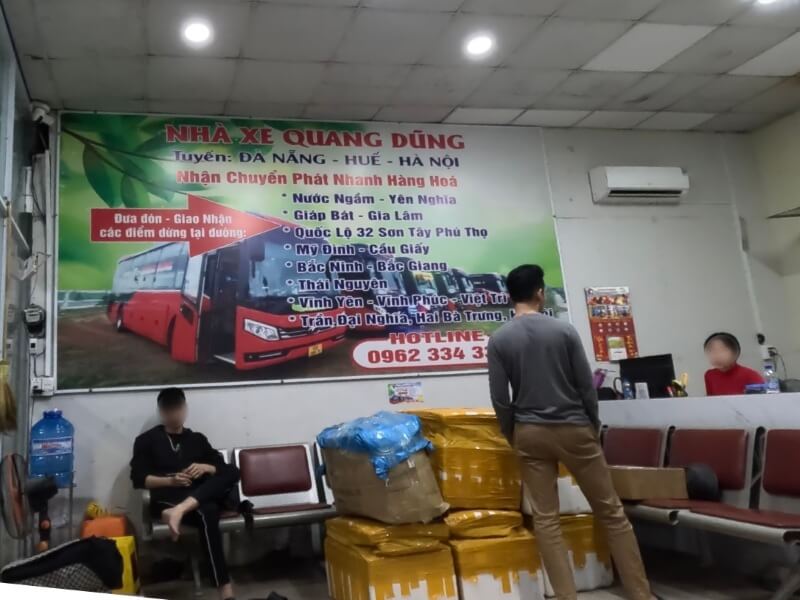 NHÀ XE QUANG DŨNG
Tuyến: ĐÀ NẴNG - HUẾ - HÀ NỘI
Nhận Chuyển Phát Nhanh Hàng Hoá
Đưa đón - Giao Nhận
các điểm dừng tại đường:
* Nước Ngầm - Yên Nghĩa
* Giáp Bát - Gia Lâm
* Quốc Lộ 32 Sơn Tây Phú Thọ
* Mỹ Đình - Cầu Giấy
* Bắc Ninh - Bắc Giang
* Thái Nguyên
* Vĩnh Yên - Vĩnh Phúc - Việt Trì
* Trần Đại Nghĩa, Hai Bà Trưng,
HOTLINE
0962 334